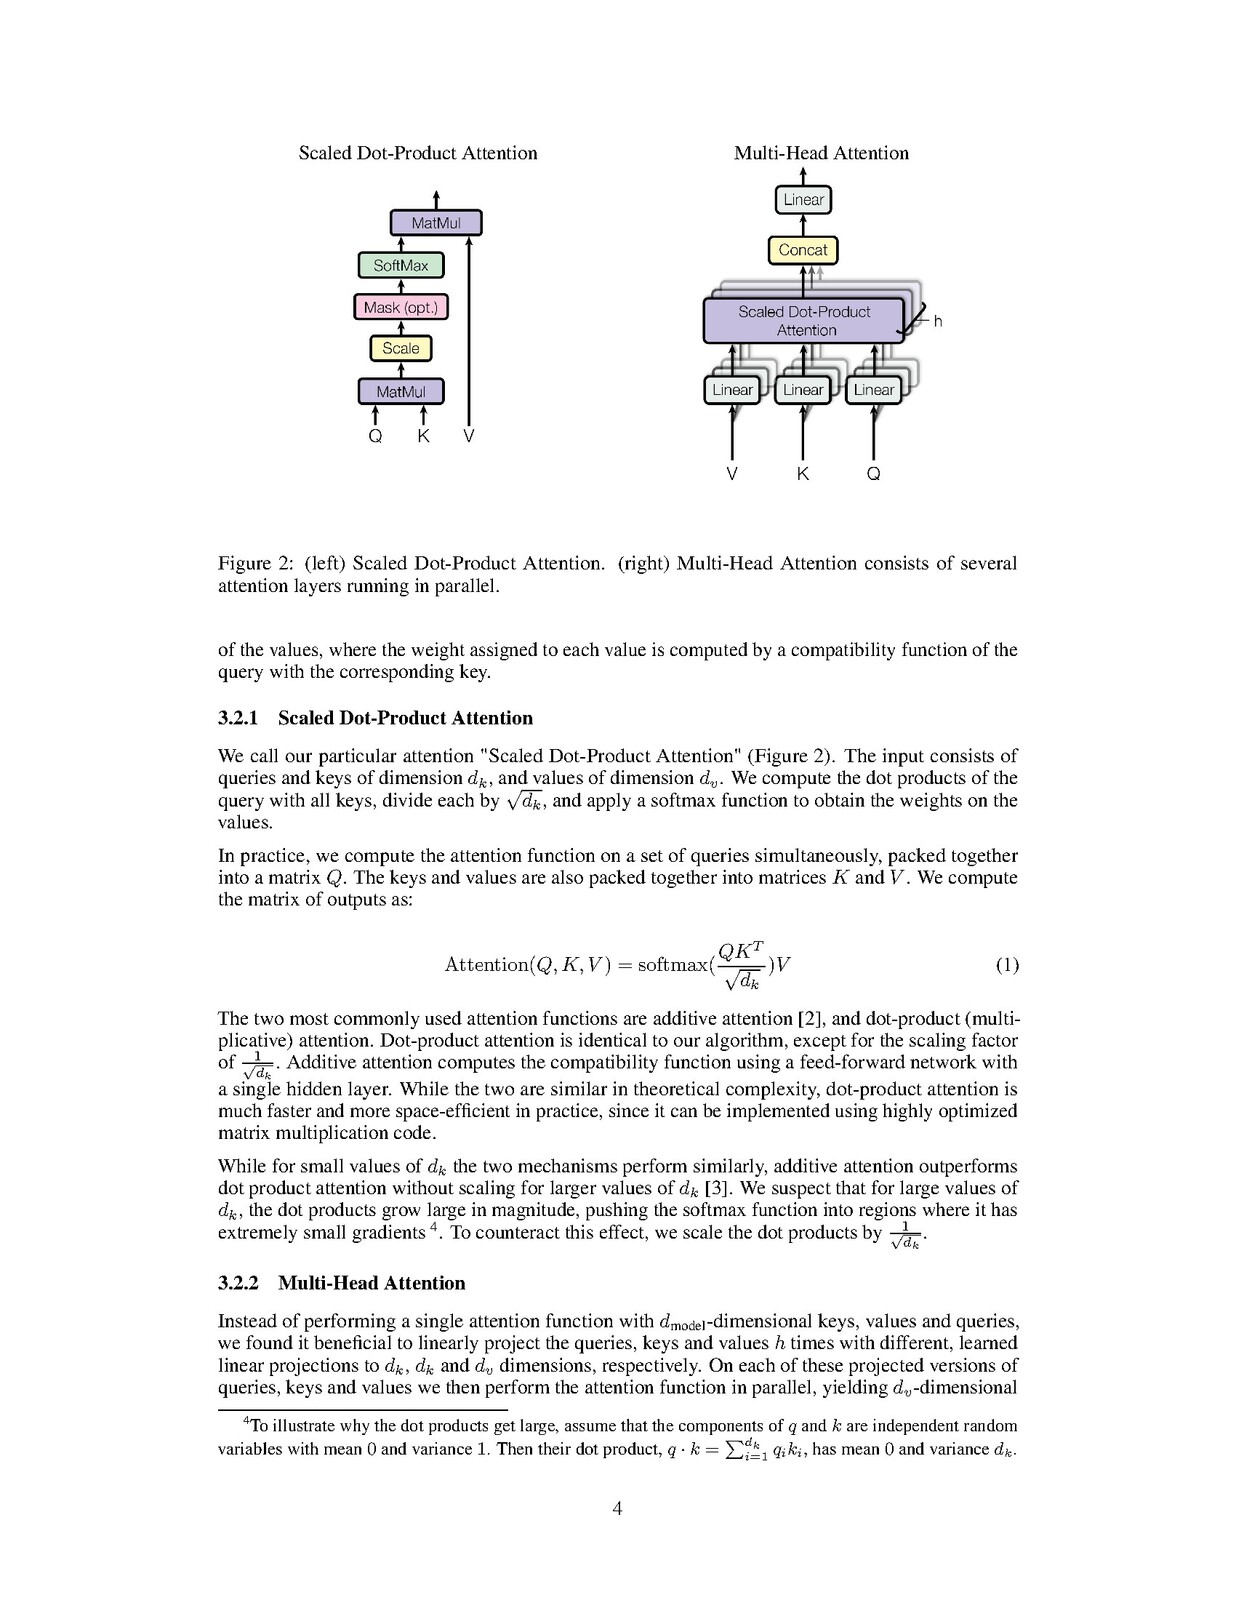 Scaled Dot-Product Attention
MatMul
SoftMax
Mask (opt.)
Scale
MatMul
Q K V
Multi-Head Attention
Linear
Concat
Scaled Dot-Product
Attention
h
Linear Linear Linear
V K Q
Figure 2: (left) Scaled Dot-Product Attention. (right) Multi-Head Attention consists of several
attention layers running in parallel.
of the values, where the weight assigned to each value is computed by a compatibility function of the
query with the corresponding key.
3.2.1 Scaled Dot-Product Attention
We call our particular attention "Scaled Dot-Product Attention" (Figure 2). The input consists of
queries and keys of dimension d_k, and values of dimension d_v. We compute the dot products of the
query with all keys, divide each by √d_k, and apply a softmax function to obtain the weights on the
values.
In practice, we compute the attention function on a set of queries simultaneously, packed together
into a matrix Q. The keys and values are also packed together into matrices K and V. We compute
the matrix of outputs as:
Attention(Q, K, V) = softmax(QK^T/√d_k)V (1)
The two most commonly used attention functions are additive attention [2], and dot-product (multi-
plicative) attention. Dot-product attention is identical to our algorithm, except for the scaling factor
of 1/√d_k. Additive attention computes the compatibility function using a feed-forward network with
a single hidden layer. While the two are similar in theoretical complexity, dot-product attention is
much faster and more space-efficient in practice, since it can be implemented using highly optimized
matrix multiplication code.
While for small values of d_k the two mechanisms perform similarly, additive attention outperforms
dot product attention without scaling for larger values of d_k [3]. We suspect that for large values of
d_k, the dot products grow large in magnitude, pushing the softmax function into regions where it has
extremely small gradients ⁴. To counteract this effect, we scale the dot products by 1/√d_k.
3.2.2 Multi-Head Attention
Instead of performing a single attention function with d_model-dimensional keys, values and queries,
we found it beneficial to linearly project the queries, keys and values h times with different, learned
linear projections to d_k, d_k and d_v dimensions, respectively. On each of these projected versions of
queries, keys and values we then perform the attention function in parallel, yielding d_v-dimensional
⁴To illustrate why the dot products get large, assume that the components of q and k are independent random
variables with mean 0 and variance 1. Then their dot product, q · k = ∑_{i=1}^{d_k} q_i k_i, has mean 0 and variance d_k.
4